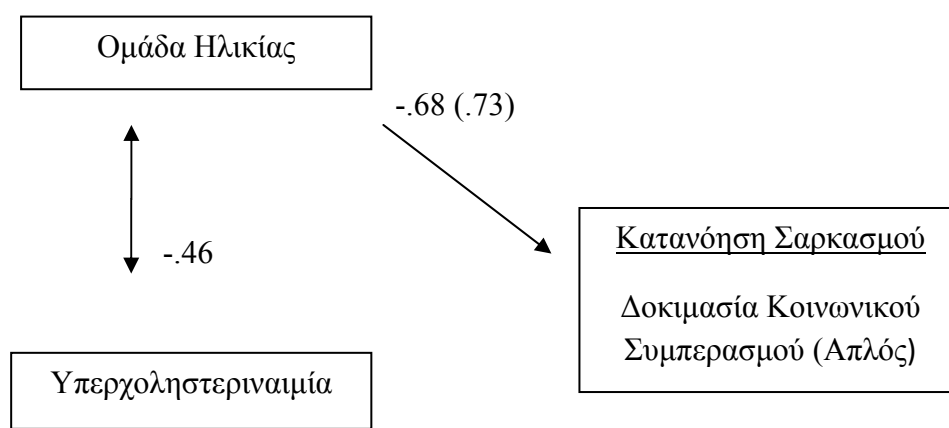 Ομάδα Ηλικίας
-.68 (.73)
-.46
Κατανόηση Σαρκασμού
Δοκιμασία Κοινωνικού
Συμπερασμού (Απλός)
Υπερχοληστεριναιμία